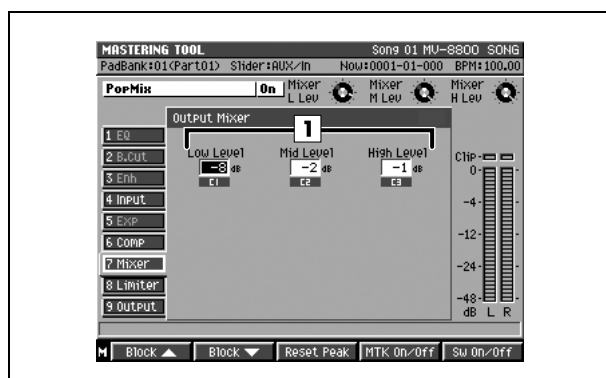 MASTERING TOOL Song 01 MV-8800 SONG
PadBank:01(Part01) Slider:AUX/In Now:0001-01-000 BPM:100.00
PopMix On Mixer L Lev Mixer M Lev Mixer H Lev
Output Mixer
1
Low Level Mid Level High Level
-8 dB -2 dB -1 dB
C1 C2 C3
1 EQ
2 B.Cut
3 Enh
4 Input
5 Exp
6 Comp
7 Mixer
8 Limiter
9 Output
Clip
0
-4
-12
-24
-48
dB L R
M Block ▲ Block ▼ Reset Peak MTK On/Off Sw On/Off